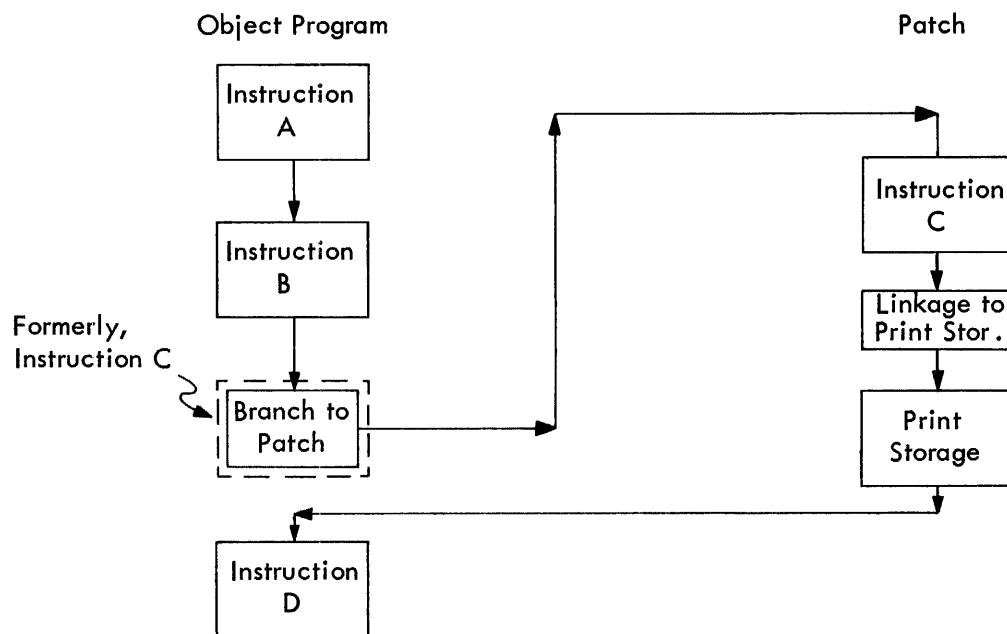 Object Program
Patch
Instruction
A
Instruction
B
Formerly,
Instruction C
Branch to
Patch
Instruction
C
Linkage to
Print Stor.
Print
Storage
Instruction
D